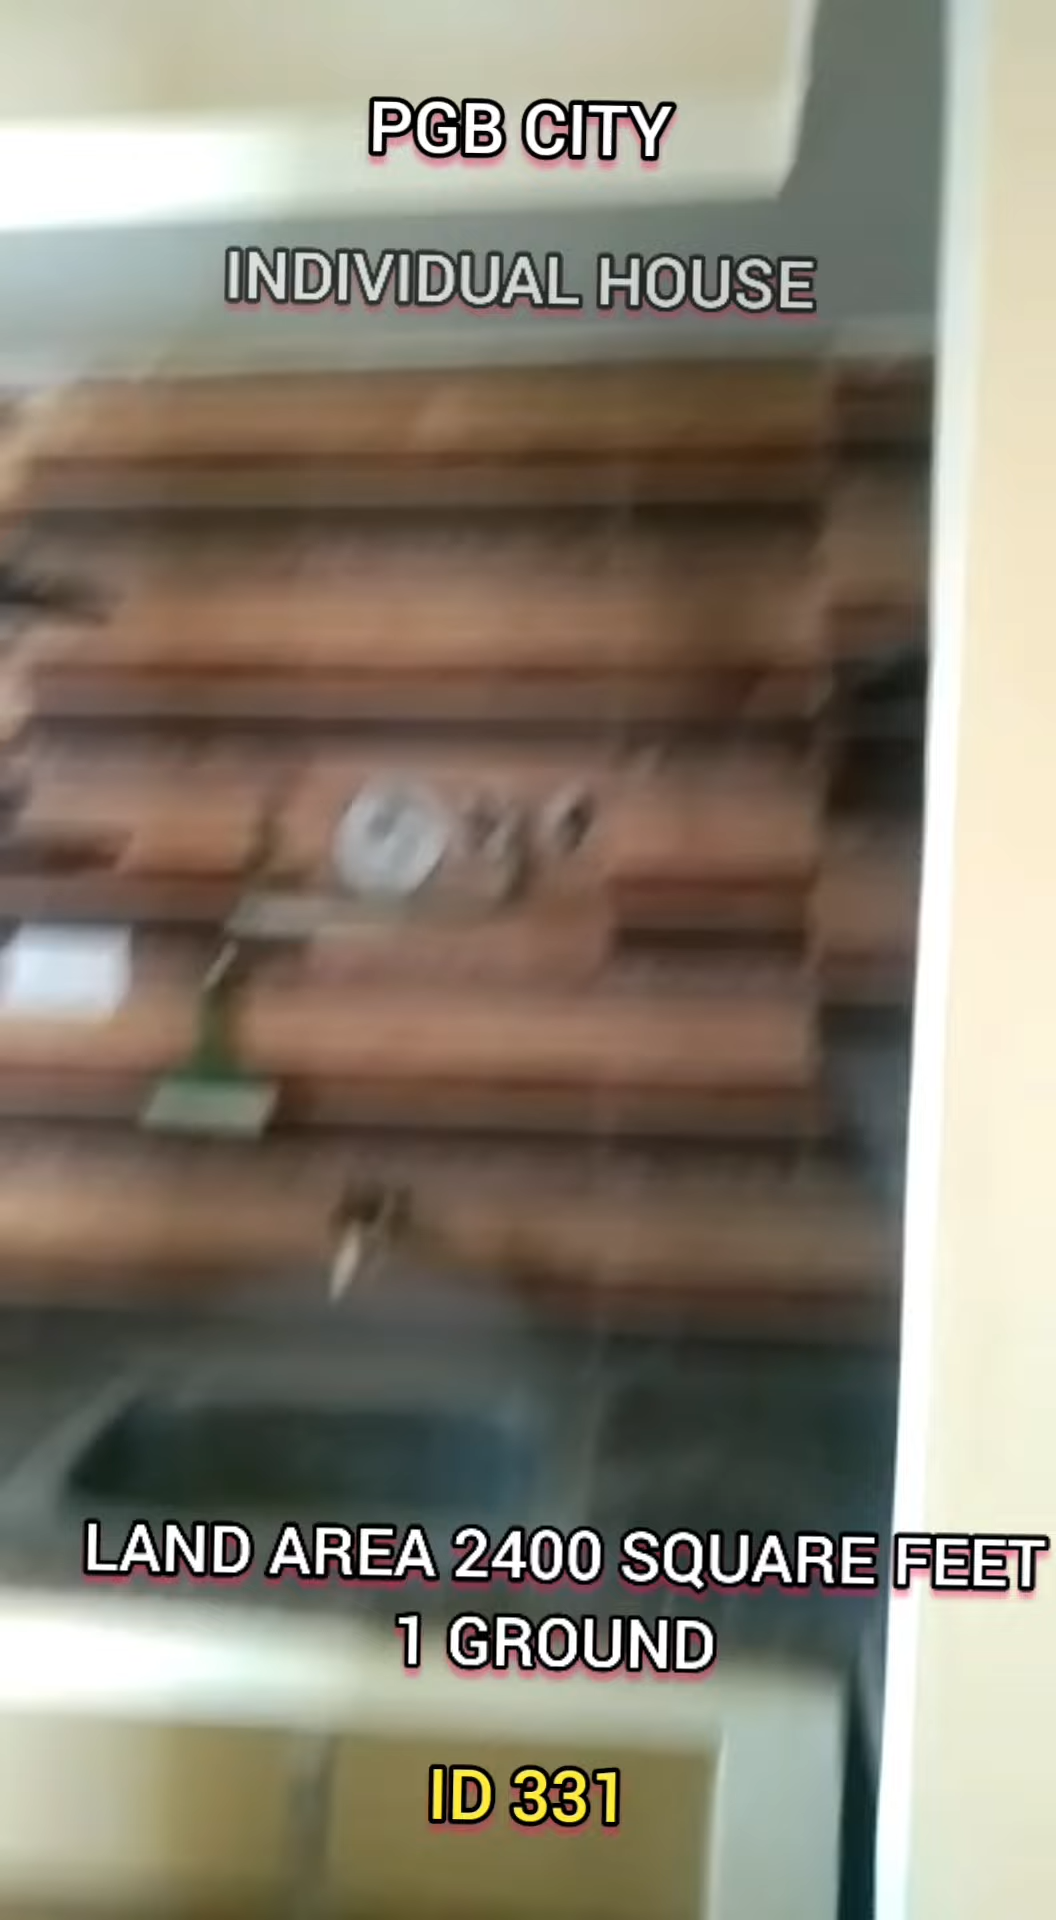 PGB CITY
INDIVIDUAL HOUSE
LAND AREA 2400 SQUARE FEET
1 GROUND
ID 331